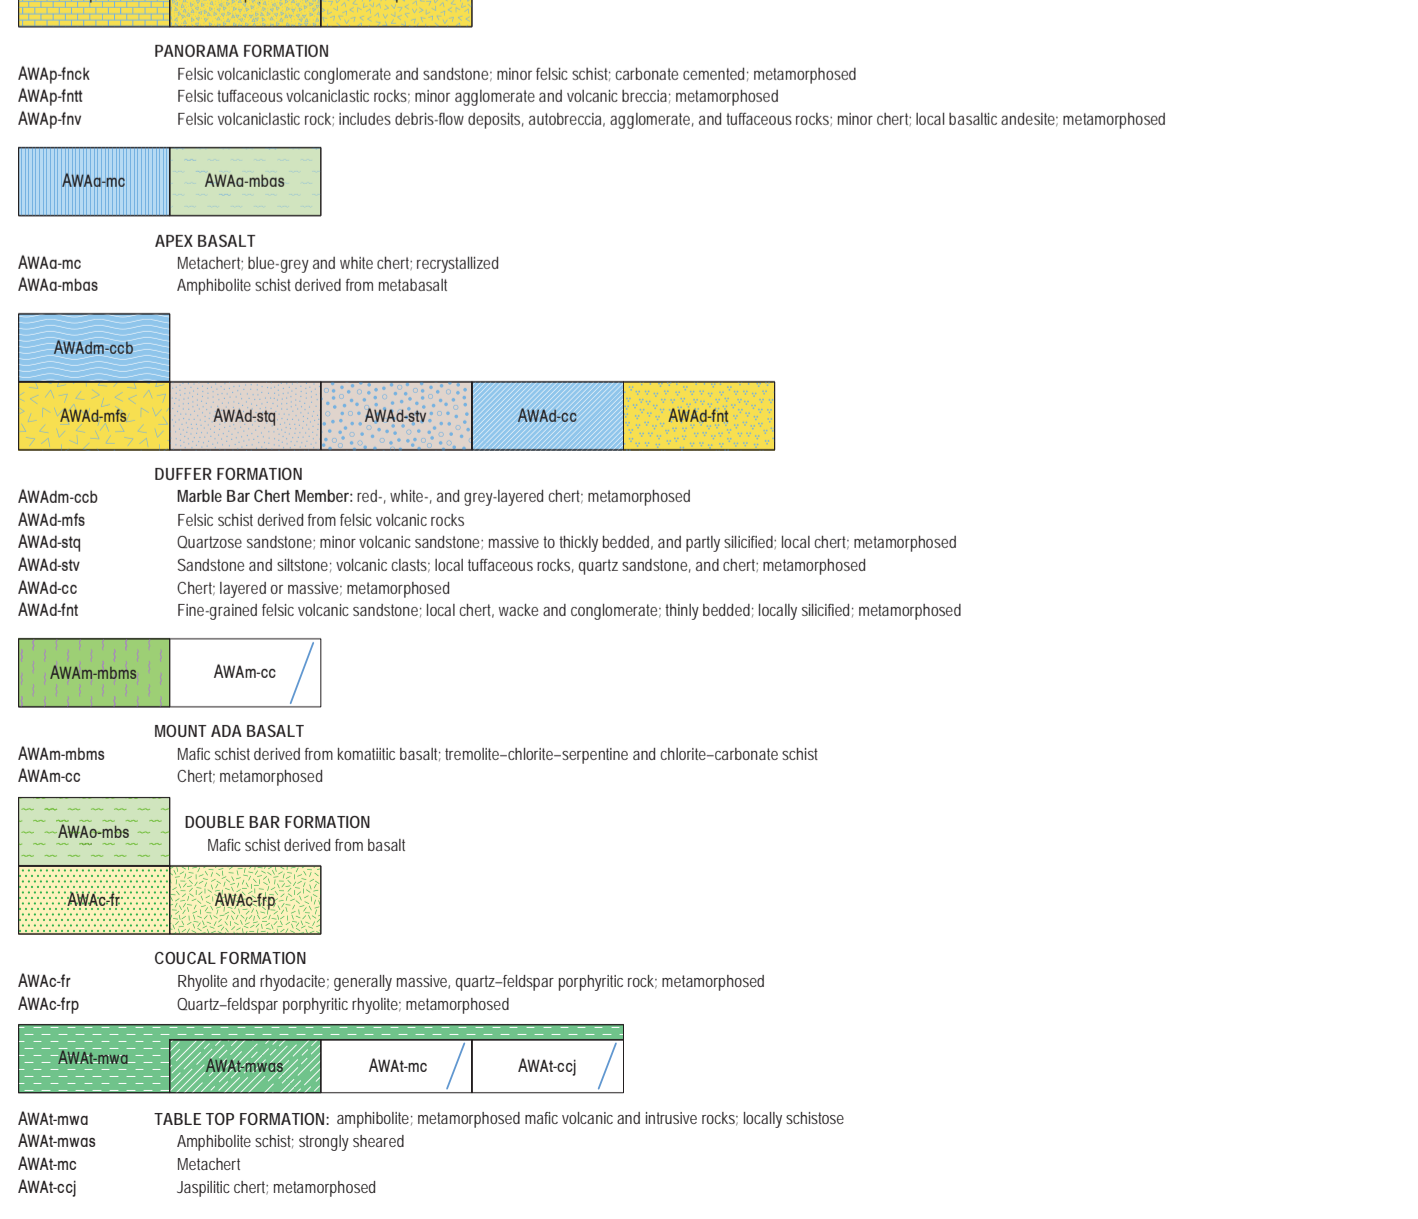 PANORAMA FORMATION
AWAp-fnck Felsic volcaniclastic conglomerate and sandstone; minor felsic schist; carbonate cemented; metamorphosed
AWAp-fntt Felsic tuffaceous volcaniclastic rocks; minor agglomerate and volcanic breccia; metamorphosed
AWAp-fnv Felsic volcaniclastic rock; includes debris-flow deposits, autobreccia, agglomerate, and tuffaceous rocks; minor chert; local basaltic andesite; metamorphosed
AWAa-mc AWAa-mbas
APEX BASALT
AWAa-mc Metachert; blue-grey and white chert; recrystallized
AWAa-mbas Amphibolite schist derived from metabasalt
AWAdm-ccb
AWAd-mfs AWAd-stq AWAd-stv AWAd-cc AWAd-fnt
DUFFER FORMATION
AWAdm-ccb Marble Bar Chert Member: red-, white-, and grey-layered chert; metamorphosed
AWAd-mfs Felsic schist derived from felsic volcanic rocks
AWAd-stq Quartzose sandstone; minor volcanic sandstone; massive to thickly bedded, and partly silicified; local chert; metamorphosed
AWAd-stv Sandstone and siltstone; volcanic clasts; local tuffaceous rocks, quartz sandstone, and chert; metamorphosed
AWAd-cc Chert; layered or massive; metamorphosed
AWAd-fnt Fine-grained felsic volcanic sandstone; local chert, wacke and conglomerate; thinly bedded; locally silicified; metamorphosed
AWAm-mbms AWAm-cc
MOUNT ADA BASALT
AWAm-mbms Mafic schist derived from komatiitic basalt; tremolite–chlorite–serpentine and chlorite–carbonate schist
AWAm-cc Chert; metamorphosed
AWAo-mbs
DOUBLE BAR FORMATION
Mafic schist derived from basalt
AWAc-fr AWAc-frp
COUCAL FORMATION
AWAc-fr Rhyolite and rhyodacite; generally massive, quartz–feldspar porphyritic rock; metamorphosed
AWAc-frp Quartz–feldspar porphyritic rhyolite; metamorphosed
AWAt-mwa AWAt-mwas AWAt-mc AWAt-ccj
AWAt-mwa TABLE TOP FORMATION: amphibolite; metamorphosed mafic volcanic and intrusive rocks; locally schistose
AWAt-mwas Amphibolite schist; strongly sheared
AWAt-mc Metachert
AWAt-ccj Jaspilitic chert; metamorphosed